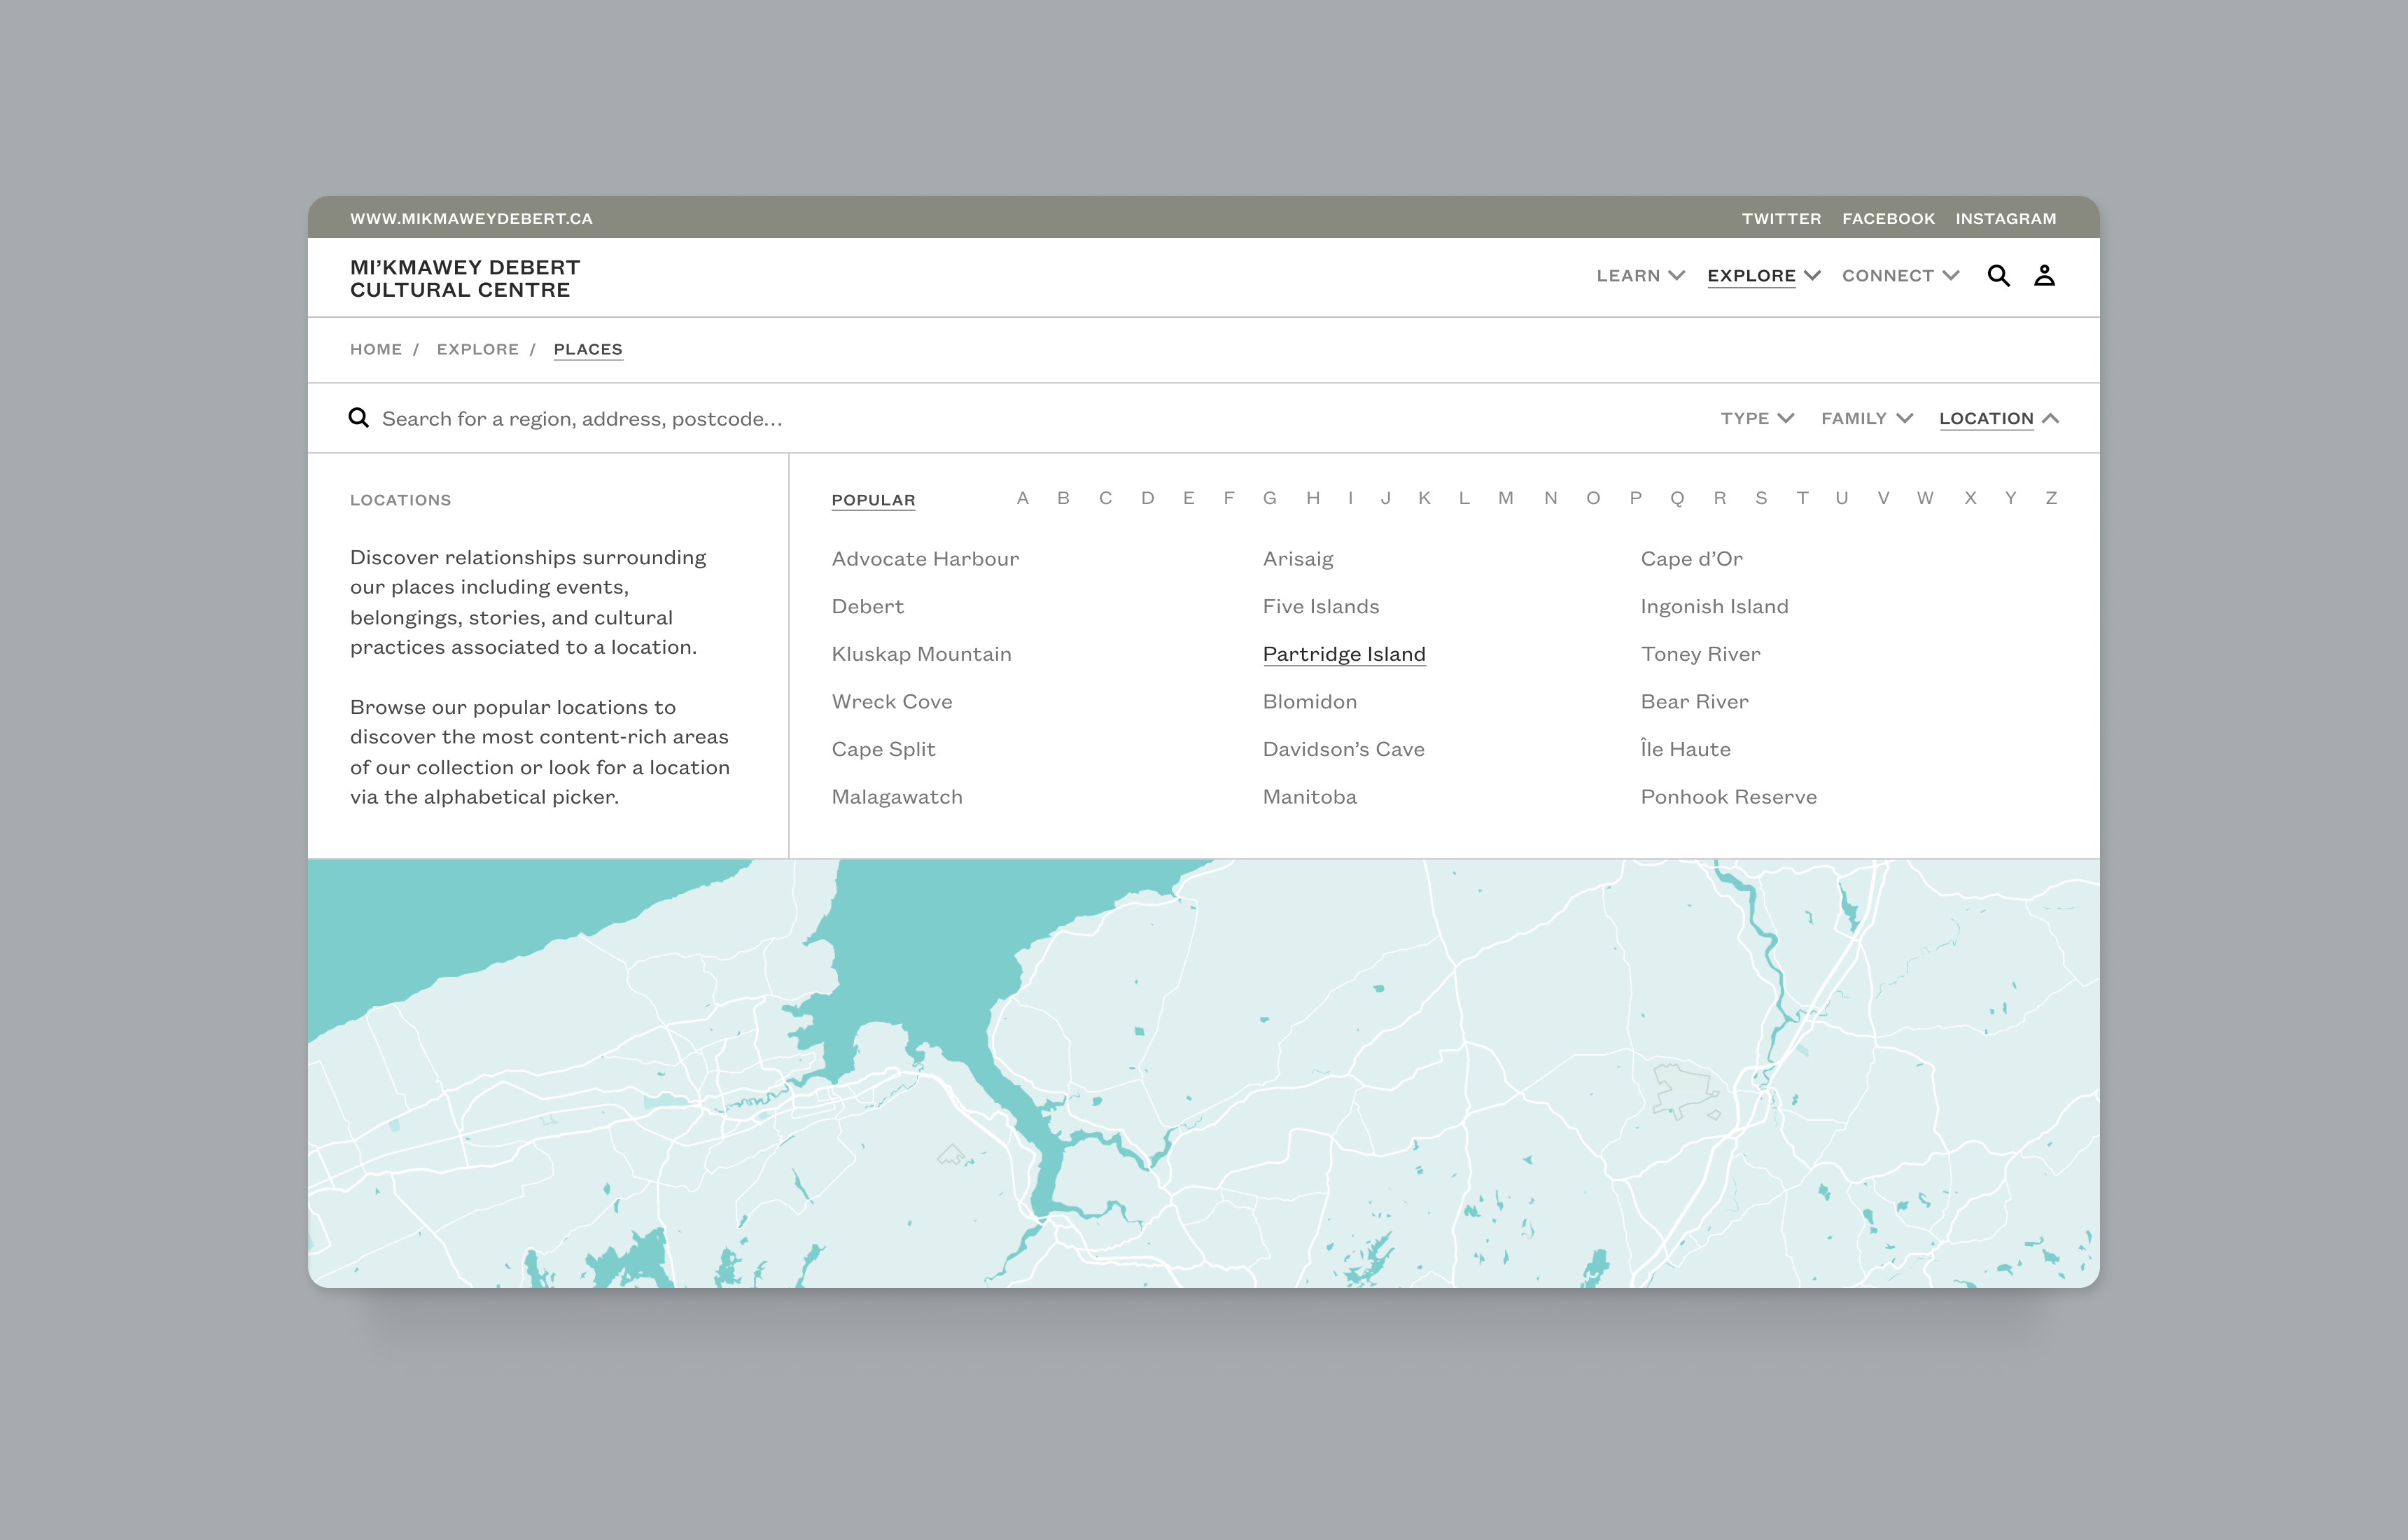 WWW.MIKMAWEYDEBERT.CA
TWITTER FACEBOOK INSTAGRAM
MI’KMAWEY DEBERT
CULTURAL CENTRE
LEARN EXPLORE CONNECT
HOME / EXPLORE / PLACES
Search for a region, address, postcode...
TYPE FAMILY LOCATION
LOCATIONS
Discover relationships surrounding
our places including events,
belongings, stories, and cultural
practices associated to a location.
Browse our popular locations to
discover the most content-rich areas
of our collection or look for a location
via the alphabetical picker.
POPULAR A B C D E F G H I J K L M N O P Q R S T U V W X Y Z
Advocate Harbour Arisaig Cape d’Or
Debert Five Islands Ingonish Island
Kluskap Mountain Partridge Island Toney River
Wreck Cove Blomidon Bear River
Cape Split Davidson’s Cave Île Haute
Malagawatch Manitoba Ponhook Reserve